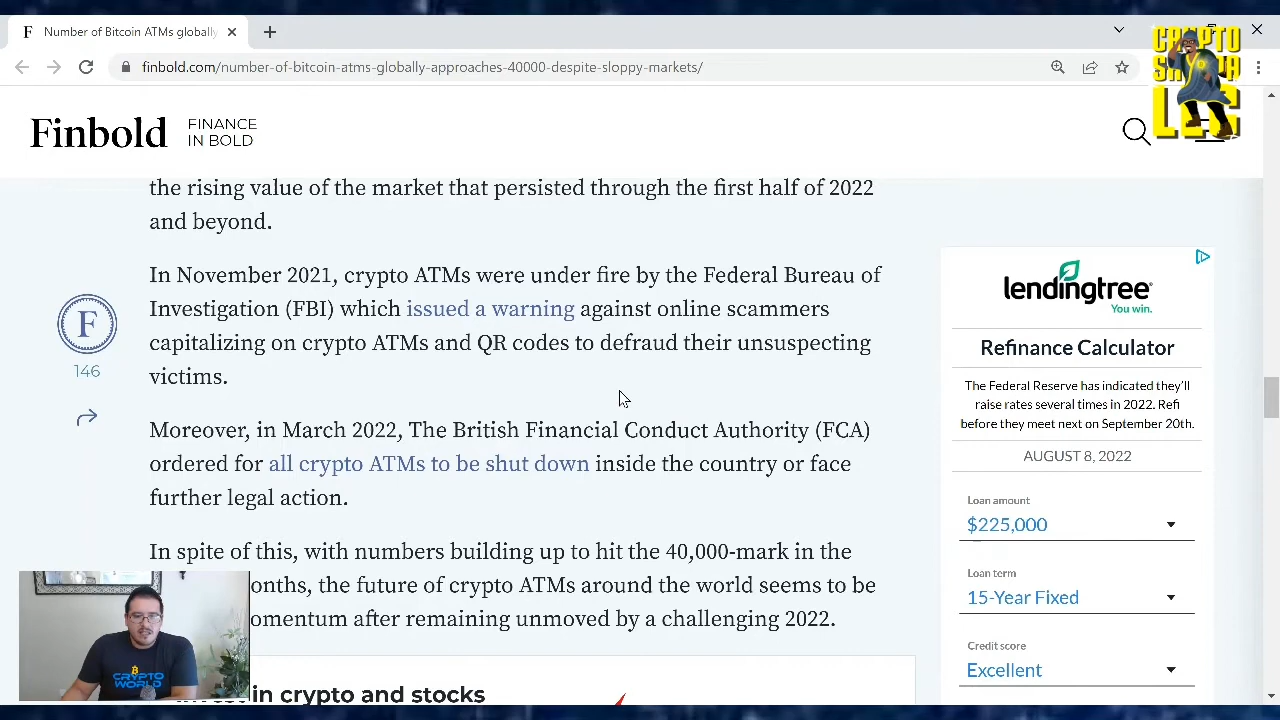 Number of Bitcoin ATMs globally
finbold.com/number-of-bitcoin-atms-globally-approaches-40000-despite-sloppy-markets/
CRYPTO
LEO
Finbold
FINANCE
IN BOLD
the rising value of the market that persisted through the first half of 2022
and beyond.
In November 2021, crypto ATMs were under fire by the Federal Bureau of
Investigation (FBI) which issued a warning against online scammers
capitalizing on crypto ATMs and QR codes to defraud their unsuspecting
victims.
F
146
Moreover, in March 2022, The British Financial Conduct Authority (FCA)
ordered for all crypto ATMs to be shut down inside the country or face
further legal action.
In spite of this, with numbers building up to hit the 40,000-mark in the
onths, the future of crypto ATMs around the world seems to be
omentum after remaining unmoved by a challenging 2022.
in crypto and stocks
CRYPTO
WORLD
lendingtree
You win.
Refinance Calculator
The Federal Reserve has indicated they'll
raise rates several times in 2022. Refi
before they meet next on September 20th.
AUGUST 8, 2022
Loan amount
$225,000
Loan term
15-Year Fixed
Credit score
Excellent